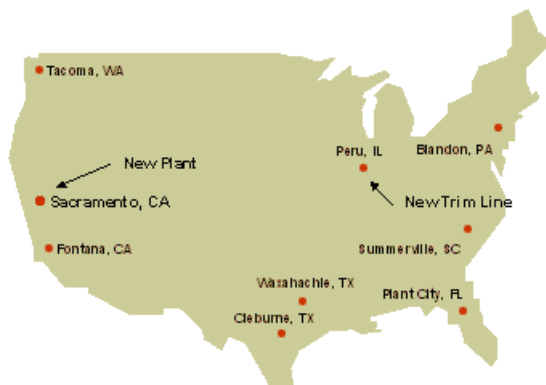 Tacoma, WA
New Plant
Peru, IL
Blandon, PA
Sacramento, CA
New Trim Line
Fontana, CA
Summerville, SC
Waxahachie, TX
Plant City, FL
Cleburne, TX